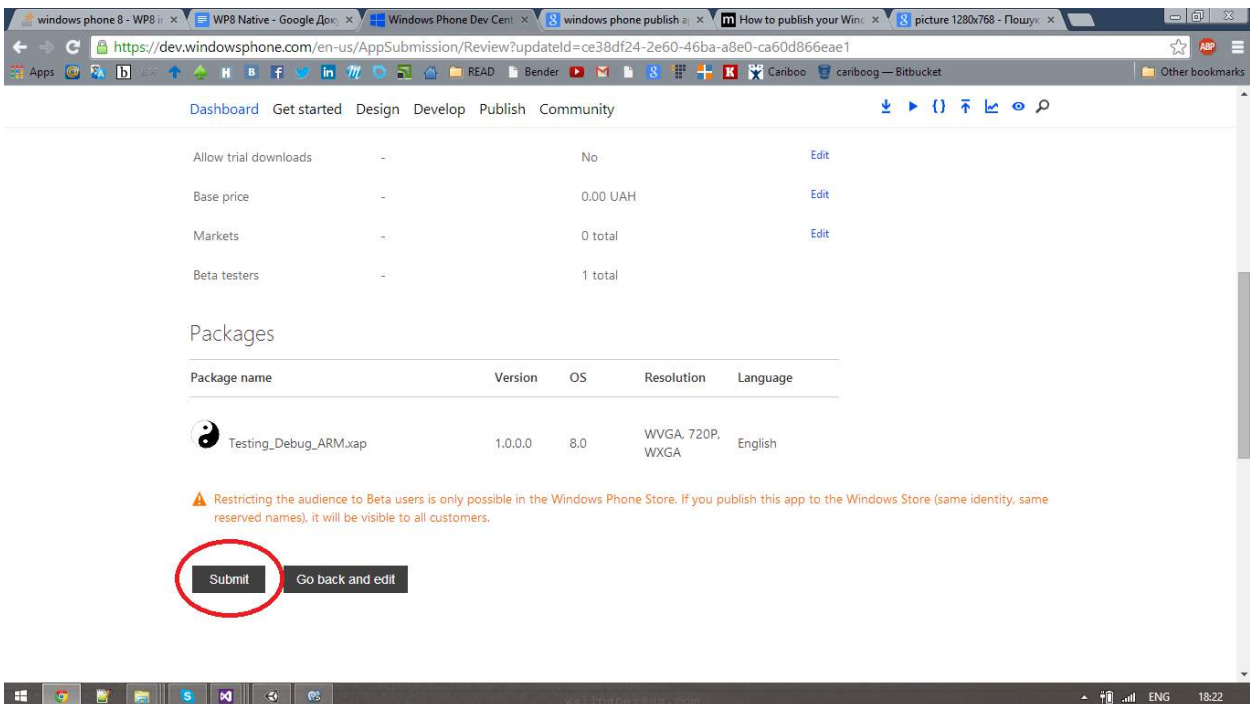 windows phone 8 - WP8 i
WP8 Native - Google Док
Windows Phone Dev Cent
windows phone publish a
How to publish your Wind
picture 1280x768 - Пошук
https://dev.windowsphone.com/en-us/AppSubmission/Review?updateId=ce38df24-2e60-46ba-a8e0-ca60d866eae1
ABP
Apps
READ
Bender
Cariboo
cariboog — Bitbucket
Other bookmarks
Dashboard Get started Design Develop Publish Community
Allow trial downloads - No Edit
Base price - 0.00 UAH Edit
Markets - 0 total Edit
Beta testers - 1 total
Packages
Package name Version OS Resolution Language
Testing_Debug_ARM.xap 1.0.0.0 8.0 WVGA, 720P, English
WXGA
Restricting the audience to Beta users is only possible in the Windows Phone Store. If you publish this app to the Windows Store (same identity, same
reserved names), it will be visible to all customers.
Submit Go back and edit
ENG 18:22